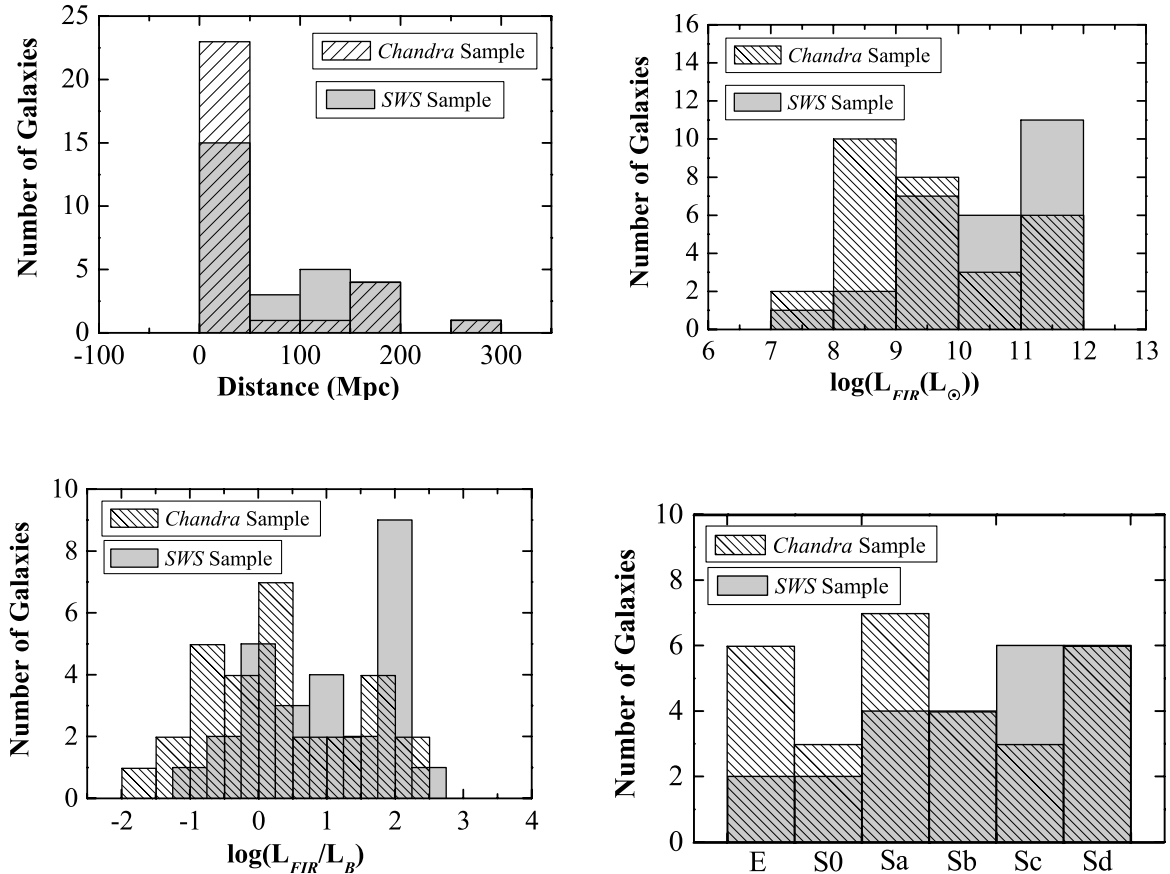 25
20
15
10
5
0
Number of Galaxies
Chandra Sample
SWS Sample
-100 0 100 200 300
Distance (Mpc)
16
14
12
10
8
6
4
2
0
Number of Galaxies
Chandra Sample
SWS Sample
6 7 8 9 10 11 12 13
log(L_FIR(L_⊙))
10
8
6
4
2
0
Number of Galaxies
Chandra Sample
SWS Sample
-2 -1 0 1 2 3 4
log(L_FIR/L_B)
10
8
6
4
2
0
Number of Galaxies
Chandra Sample
SWS Sample
E S0 Sa Sb Sc Sd